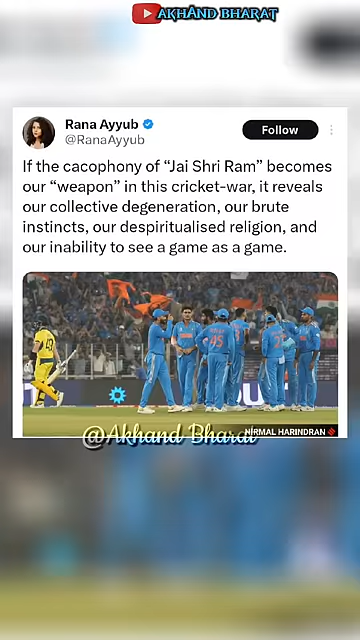 AKHAND BHARAT
Rana Ayyub
@RanaAyyub
Follow
If the cacophony of “Jai Shri Ram” becomes
our “weapon” in this cricket-war, it reveals
our collective degeneration, our brute
instincts, our despiritualised religion, and
our inability to see a game as a game.
@Akhand Bharat
NIRMAL HARINDRAN